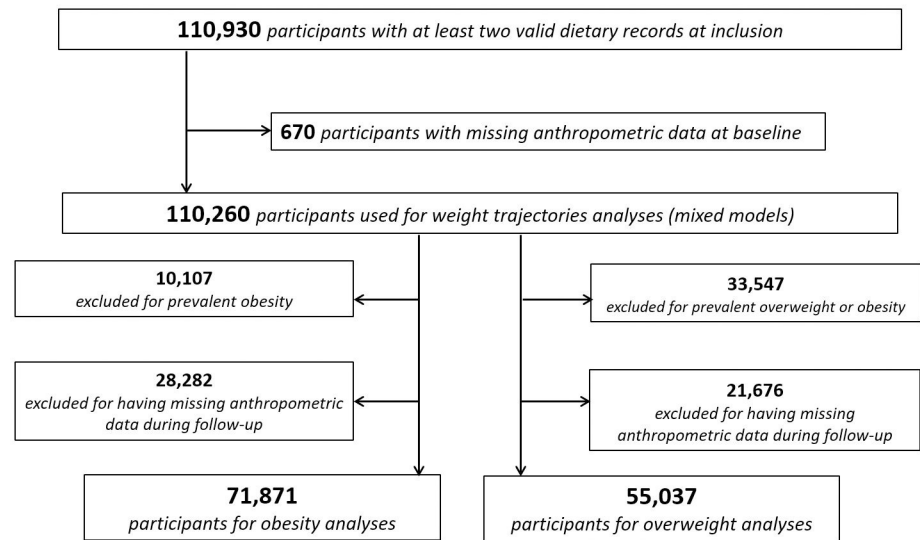 110,930 participants with at least two valid dietary records at inclusion
670 participants with missing anthropometric data at baseline
110,260 participants used for weight trajectories analyses (mixed models)
10,107
excluded for prevalent obesity
33,547
excluded for prevalent overweight or obesity
28,282
excluded for having missing anthropometric
data during follow-up
21,676
excluded for having missing
anthropometric data during follow-up
71,871
participants for obesity analyses
55,037
participants for overweight analyses